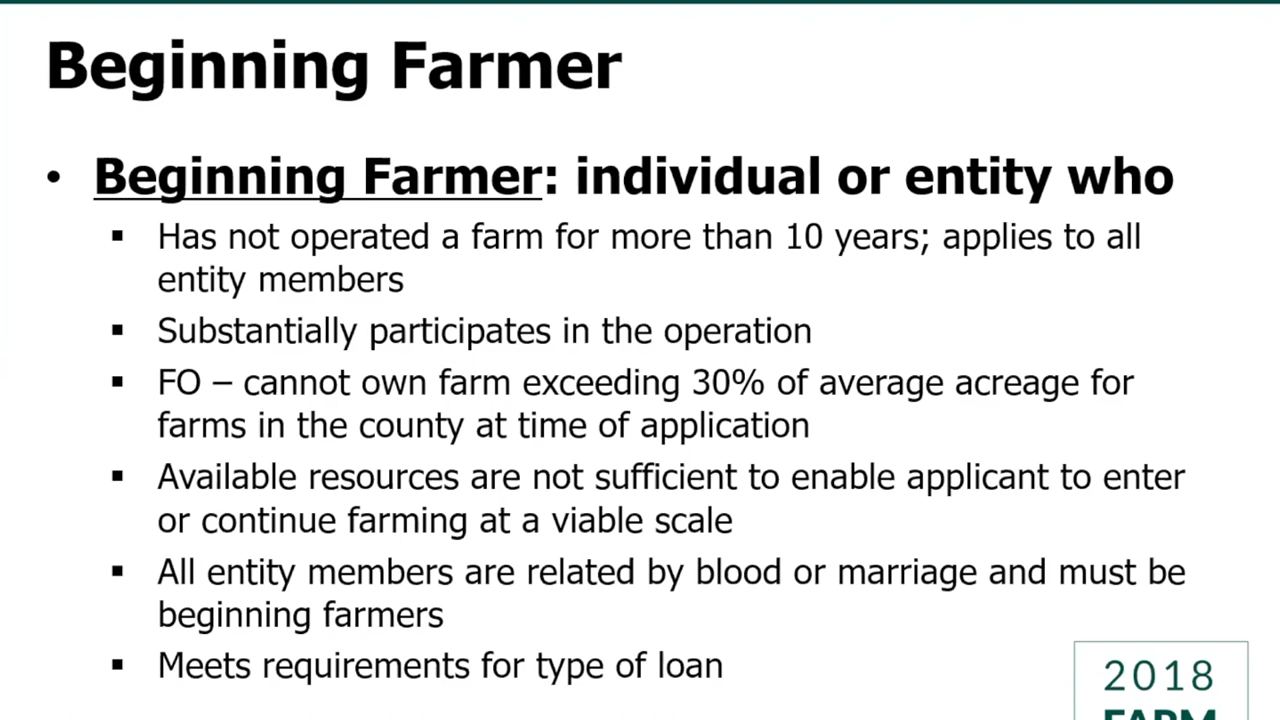 Beginning Farmer
• Beginning Farmer: individual or entity who
▪ Has not operated a farm for more than 10 years; applies to all
entity members
▪ Substantially participates in the operation
▪ FO – cannot own farm exceeding 30% of average acreage for
farms in the county at time of application
▪ Available resources are not sufficient to enable applicant to enter
or continue farming at a viable scale
▪ All entity members are related by blood or marriage and must be
beginning farmers
▪ Meets requirements for type of loan
2018
FARM